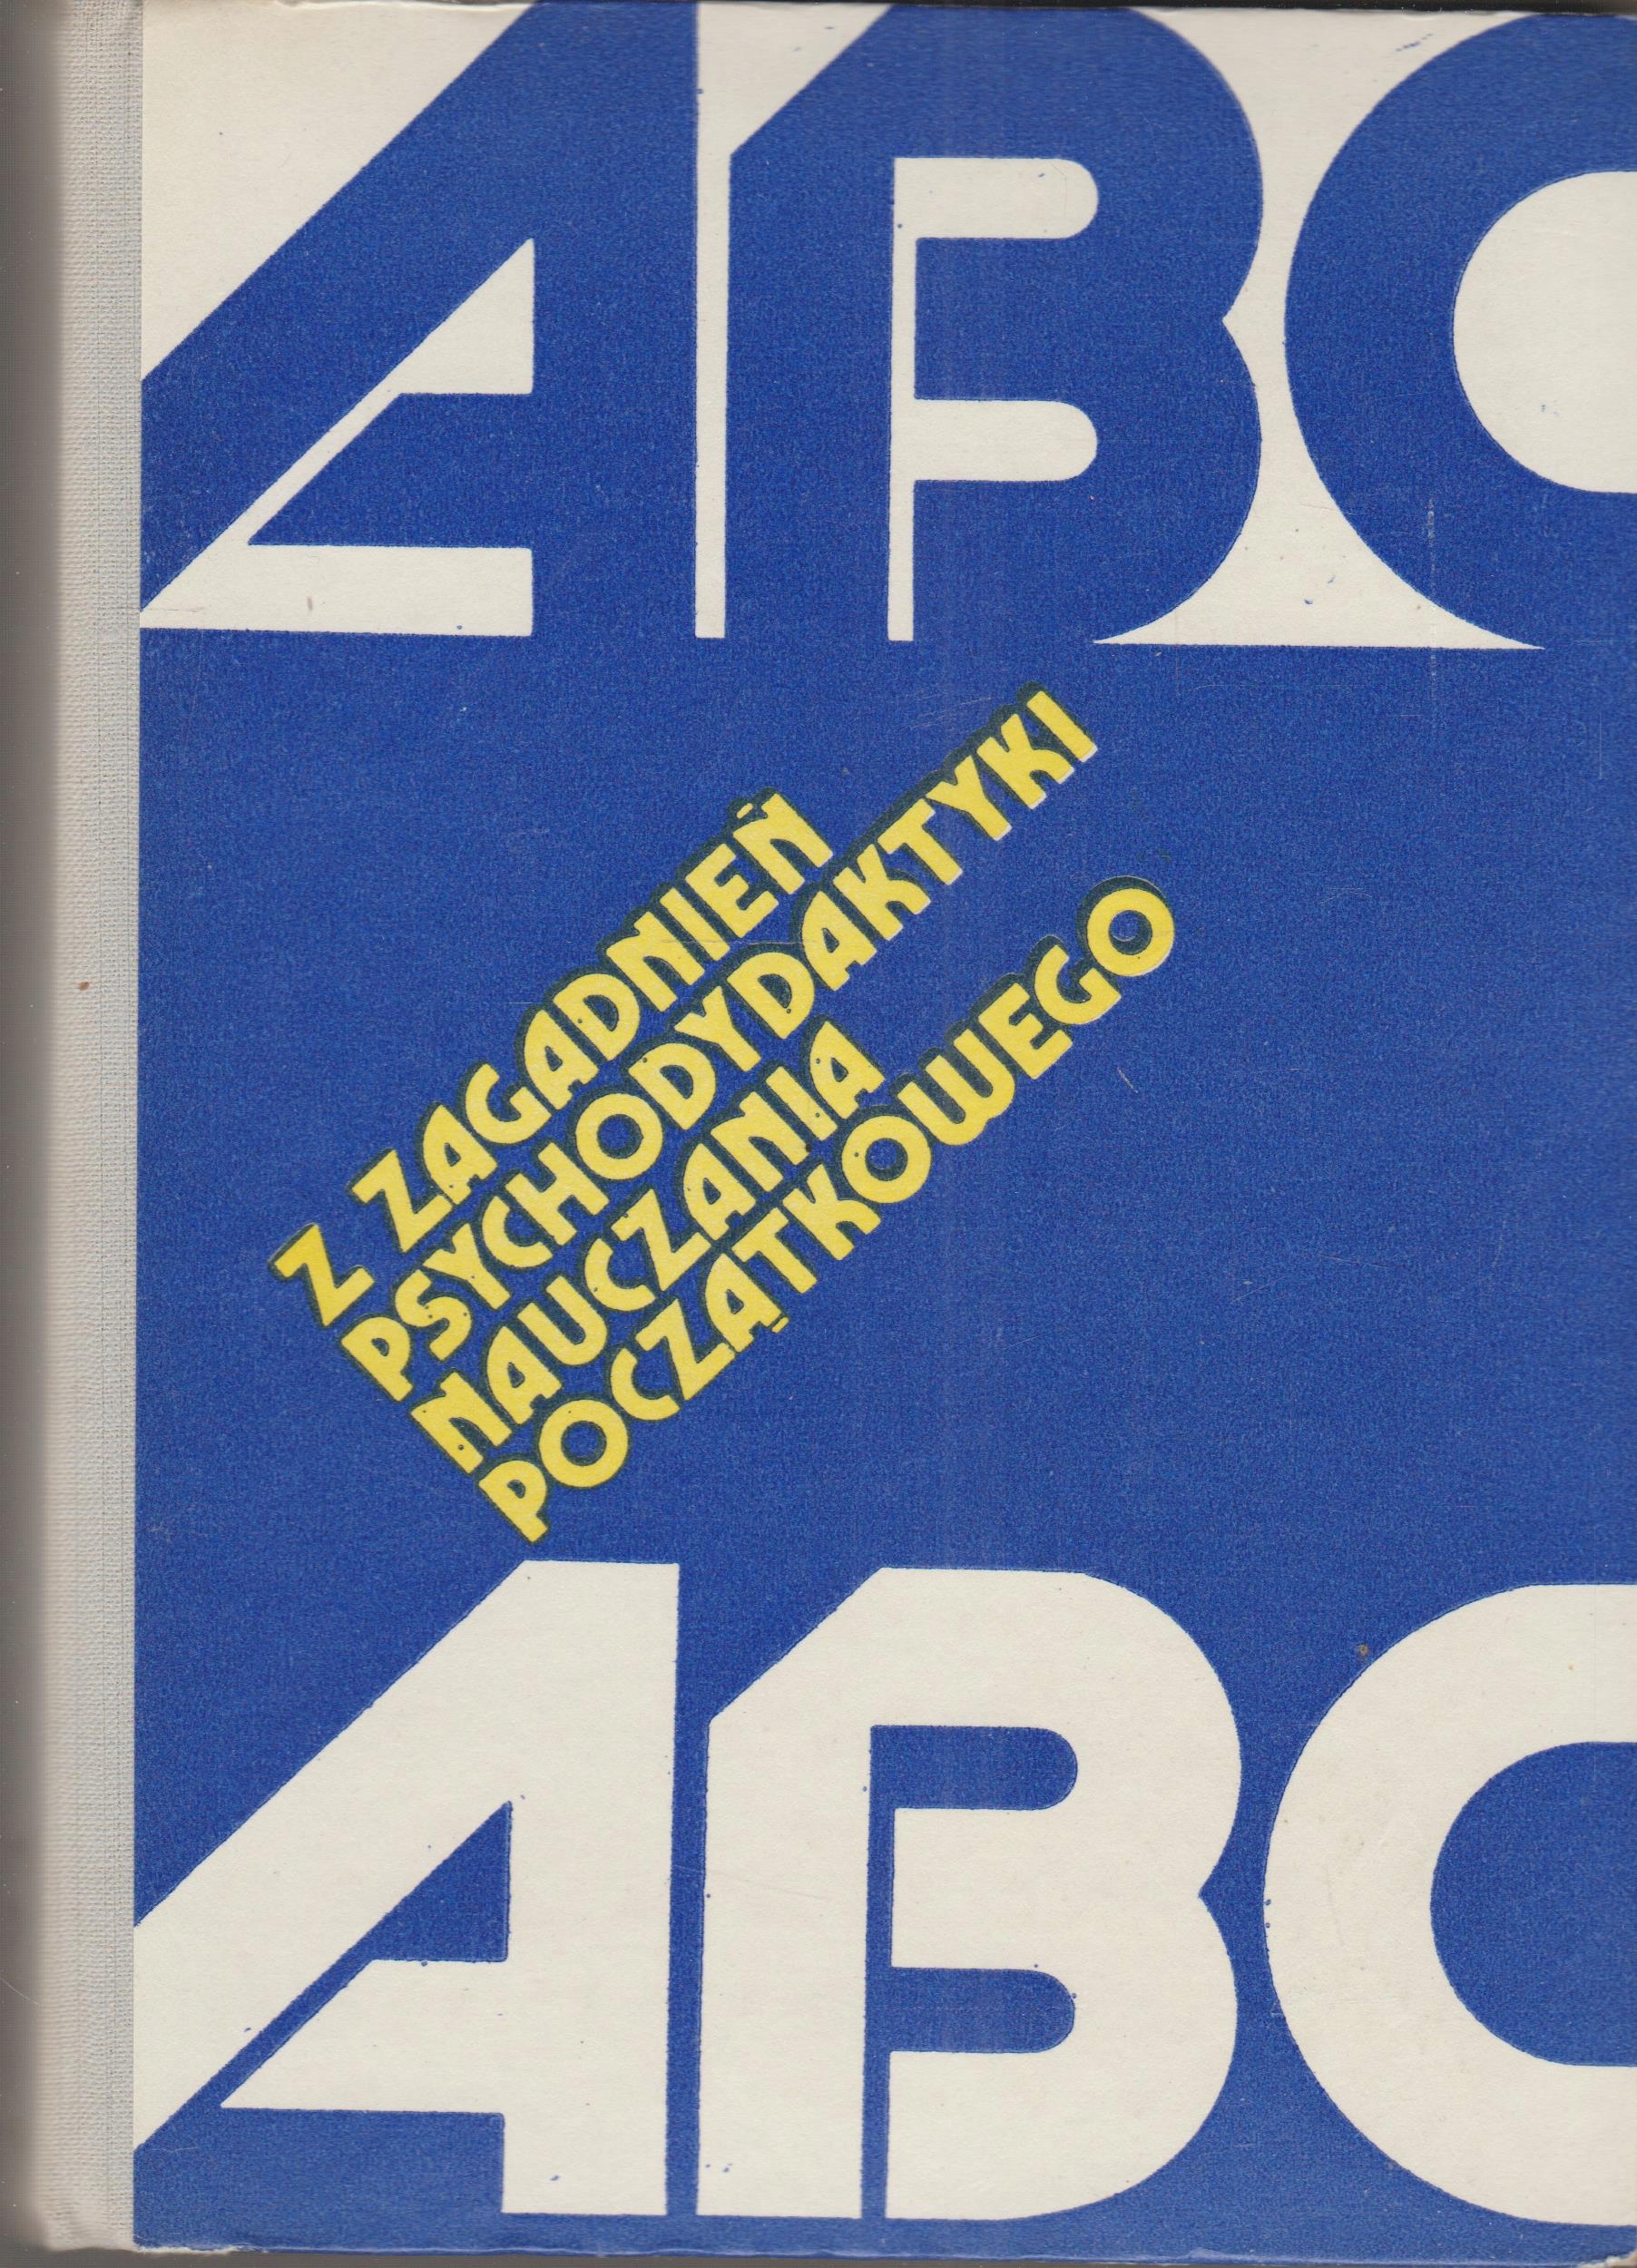 ABC
Z ZAGADNIEŃ
PSYCHODYDAKTYKI
NAUCZANIA
POCZĄTKOWEGO
ABC